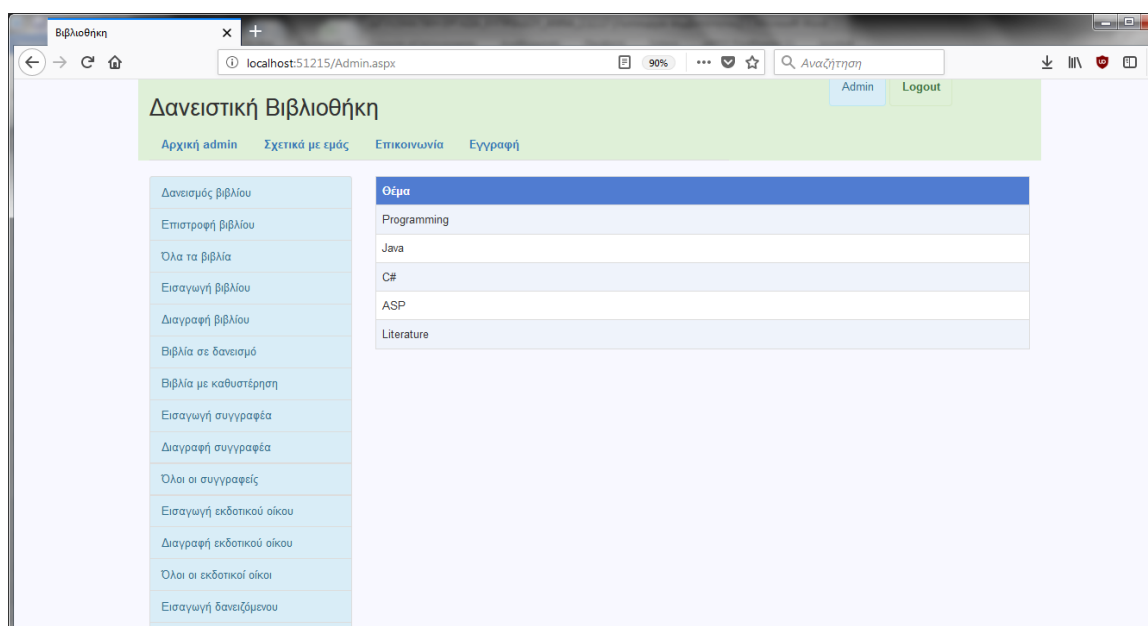 Βιβλιοθήκη
localhost:51215/Admin.aspx
90%
Αναζήτηση
Admin
Logout
Δανειστική Βιβλιοθήκη
Αρχική admin Σχετικά με εμάς Επικοινωνία Εγγραφή
Δανεισμός βιβλίου
Επιστροφή βιβλίου
Όλα τα βιβλία
Εισαγωγή βιβλίου
Διαγραφή βιβλίου
Βιβλία σε δανεισμό
Βιβλία με καθυστέρηση
Εισαγωγή συγγραφέα
Διαγραφή συγγραφέα
Όλοι οι συγγραφείς
Εισαγωγή εκδοτικού οίκου
Διαγραφή εκδοτικού οίκου
Όλοι οι εκδοτικοί οίκοι
Εισαγωγή δανειζόμενου
Θέμα
Programming
Java
C#
ASP
Literature